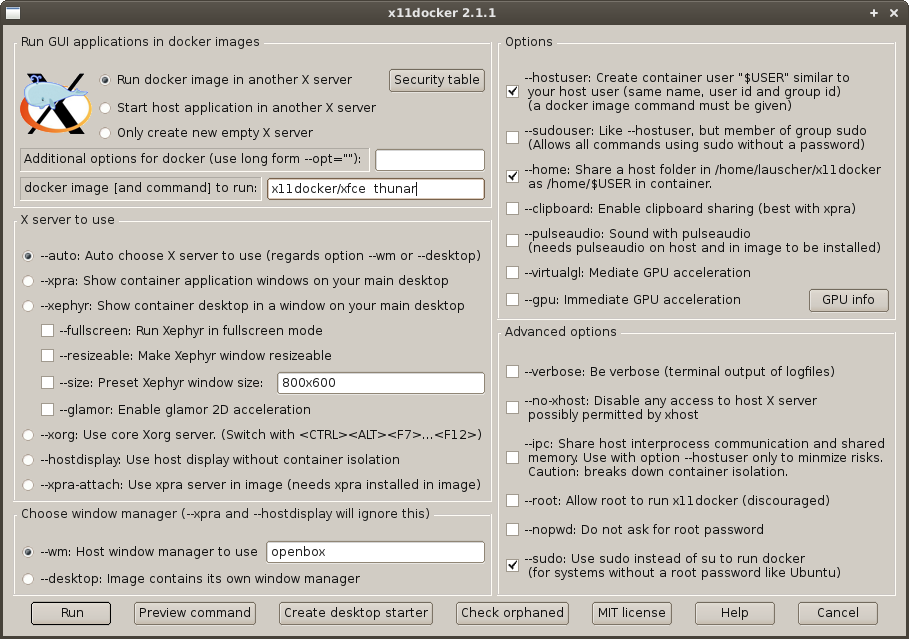 x11docker 2.1.1
Run GUI applications in docker images
Run docker image in another X server
Security table
Start host application in another X server
Only create new empty X server
Additional options for docker (use long form --opt=""):
docker image [and command] to run:
x11docker/xfce  thunar
X server to use
--auto: Auto choose X server to use (regards option --wm or --desktop)
--xpra: Show container application windows on your main desktop
--xephyr: Show container desktop in a window on your main desktop
--fullscreen: Run Xephyr in fullscreen mode
--resizeable: Make Xephyr window resizeable
--size: Preset Xephyr window size:
800x600
--glamor: Enable glamor 2D acceleration
--xorg: Use core Xorg server. (Switch with <CTRL><ALT><F7>...<F12>)
--hostdisplay: Use host display without container isolation
--xpra-attach: Use xpra server in image (needs xpra installed in image)
Choose window manager (--xpra and --hostdisplay will ignore this)
--wm: Host window manager to use
openbox
--desktop: Image contains its own window manager
Options
--hostuser: Create container user "$USER" similar to
your host user (same name, user id and group id)
(a docker image command must be given)
--sudouser: Like --hostuser, but member of group sudo
(Allows all commands using sudo without a password)
--home: Share a host folder in /home/lauscher/x11docker
as /home/$USER in container.
--clipboard: Enable clipboard sharing (best with xpra)
--pulseaudio: Sound with pulseaudio
(needs pulseaudio on host and in image to be installed)
--virtualgl: Mediate GPU acceleration
--gpu: Immediate GPU acceleration
GPU info
Advanced options
--verbose: Be verbose (terminal output of logfiles)
--no-xhost: Disable any access to host X server
possibly permitted by xhost
--ipc: Share host interprocess communication and shared
memory. Use with option --hostuser only to minmize risks.
Caution: breaks down container isolation.
--root: Allow root to run x11docker (discouraged)
--nopwd: Do not ask for root password
--sudo: Use sudo instead of su to run docker
(for systems without a root password like Ubuntu)
Run
Preview command
Create desktop starter
Check orphaned
MIT license
Help
Cancel